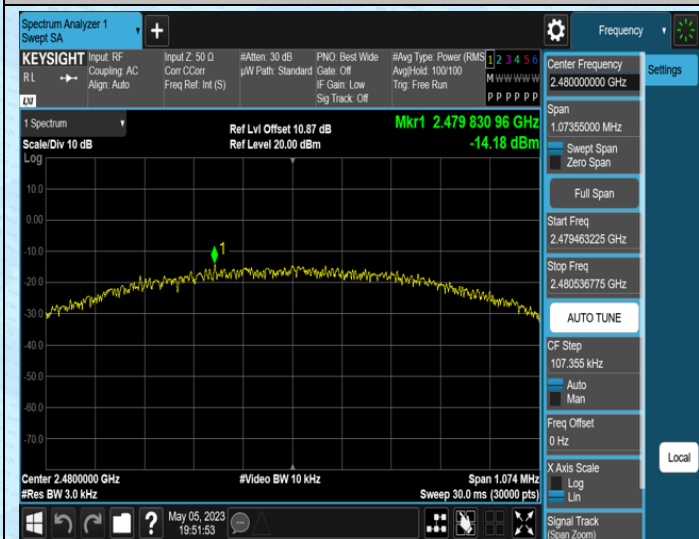 Spectrum Analyzer 1
Swept SA
+
Frequency
KEYSIGHT
RL
LXI
Input: RF
Coupling: AC
Align: Auto
Input Z: 50 Ω
Corr CCorr
Freq Ref: Int (S)
#Atten: 30 dB
µW Path: Standard
PNO: Best Wide
Gate: Off
IF Gain: Low
Sig Track: Off
#Avg Type: Power (RMS
Avg|Hold: 100/100
Trig: Free Run
1 2 3 4 5 6
M W W W W W
P P P P P P
1 Spectrum
Scale/Div 10 dB
Log
Ref Lvl Offset 10.87 dB
Ref Level 20.00 dBm
Mkr1 2.479 830 96 GHz
-14.18 dBm
10.0
0.00
-10.0
-20.0
-30.0
-40.0
-50.0
-60.0
-70.0
1
Center 2.4800000 GHz
#Res BW 3.0 kHz
#Video BW 10 kHz
Span 1.074 MHz
Sweep 30.0 ms (30000 pts)
?
May 05, 2023
19:51:53
Center Frequency
2.480000000 GHz
Settings
Span
1.07355000 MHz
Swept Span
Zero Span
Full Span
Start Freq
2.479463225 GHz
Stop Freq
2.480536775 GHz
AUTO TUNE
CF Step
107.355 kHz
Auto
Man
Freq Offset
0 Hz
X Axis Scale
Log
Lin
Local
Signal Track
(Span Zoom)